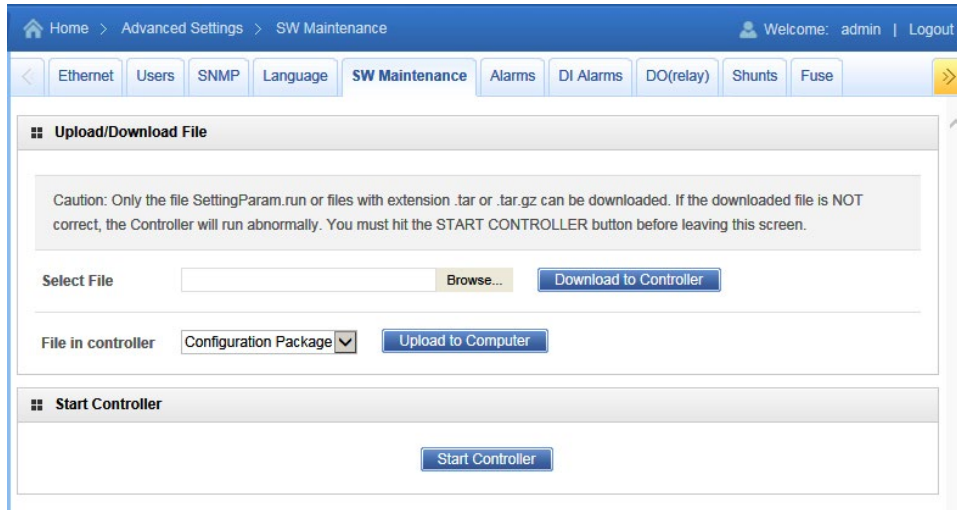 Home > Advanced Settings > SW Maintenance Welcome: admin | Logout
Ethernet Users SNMP Language SW Maintenance Alarms DI Alarms DO(relay) Shunts Fuse
Upload/Download File
Caution: Only the file SettingParam.run or files with extension .tar or .tar.gz can be downloaded. If the downloaded file is NOT
correct, the Controller will run abnormally. You must hit the START CONTROLLER button before leaving this screen.
Select File Browse... Download to Controller
File in controller Configuration Package Upload to Computer
Start Controller
Start Controller